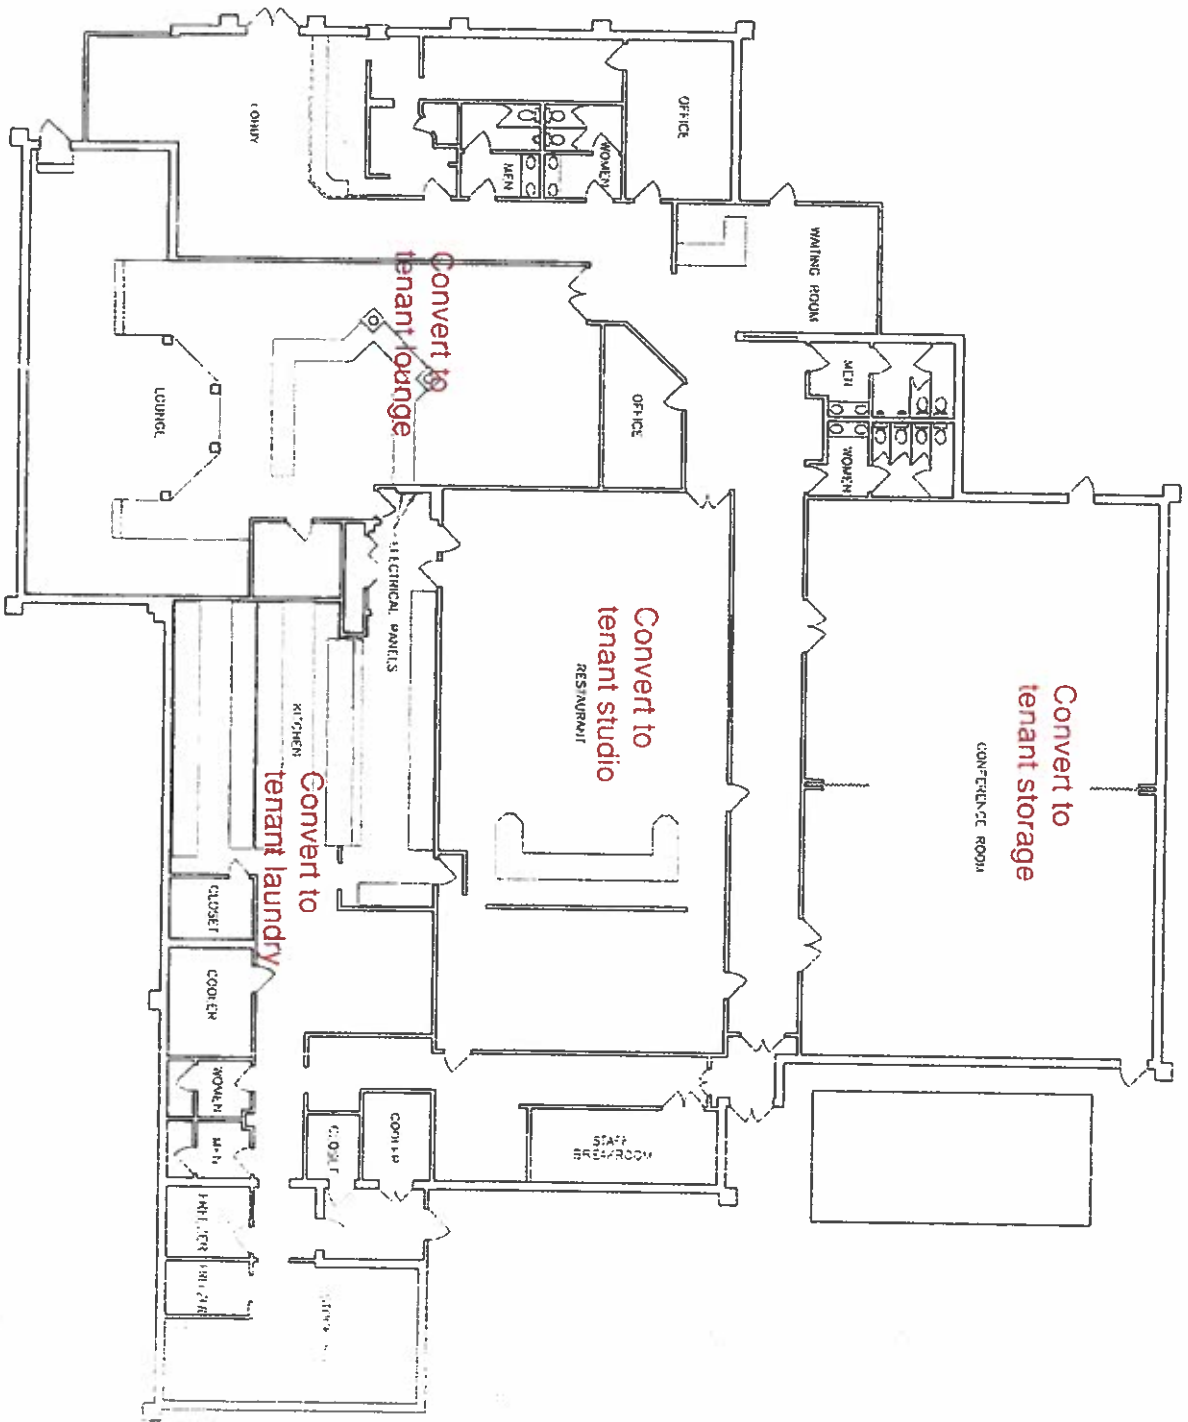 Convert to
tenant storage
CONFERENCE ROOM
MEN
WOMEN
WAITING ROOM
OFFICE
WOMEN
MEN
LOBBY
OFFICE
Convert to
tenant studio
RESTAURANT
STAFF
BREAKROOM
Convert to
tenant lounge
LOUNGE
ELECTRICAL PANELS
KITCHEN
Convert to
tenant laundry
CLOSET
COOLER
WOMEN
MEN
COOLER
CLOSET
FREEZER
FREEZER